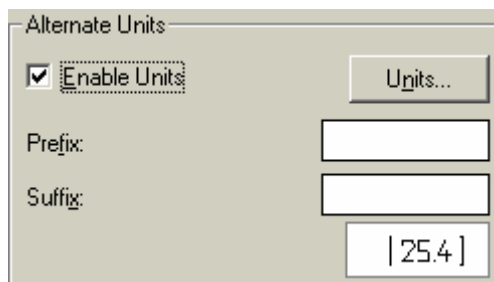 Alternate Units
Enable Units
Units...
Prefix:
Suffix:
[25.4]